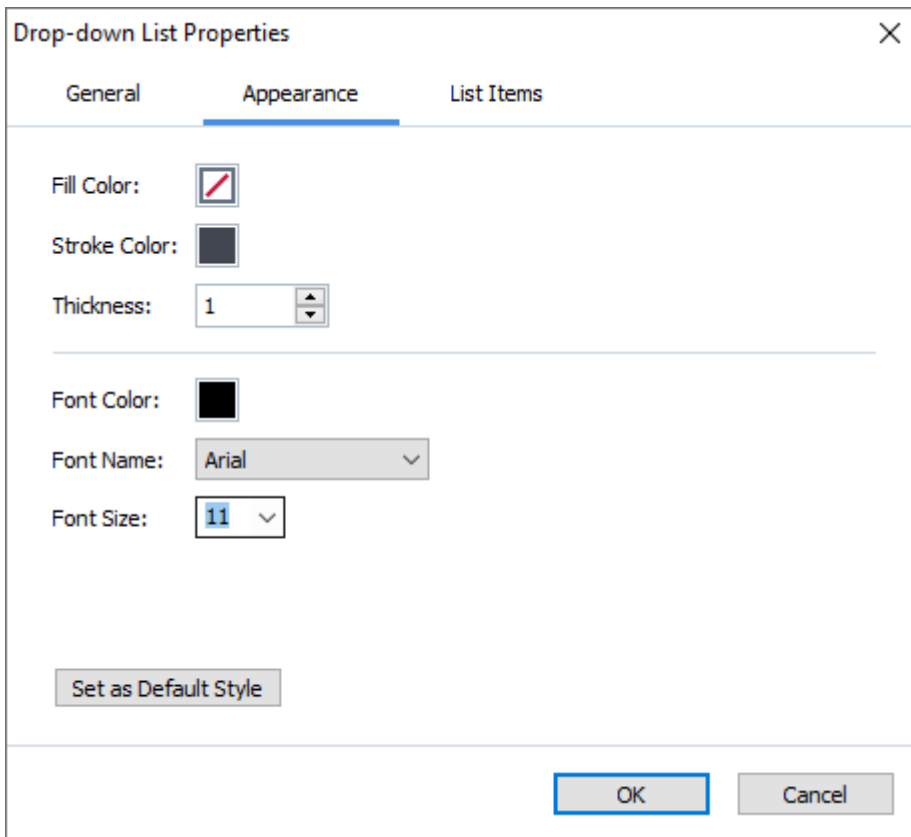 Drop-down List Properties
General Appearance List Items
Fill Color:
Stroke Color:
Thickness: 1
Font Color:
Font Name: Arial
Font Size: 11
Set as Default Style
OK Cancel